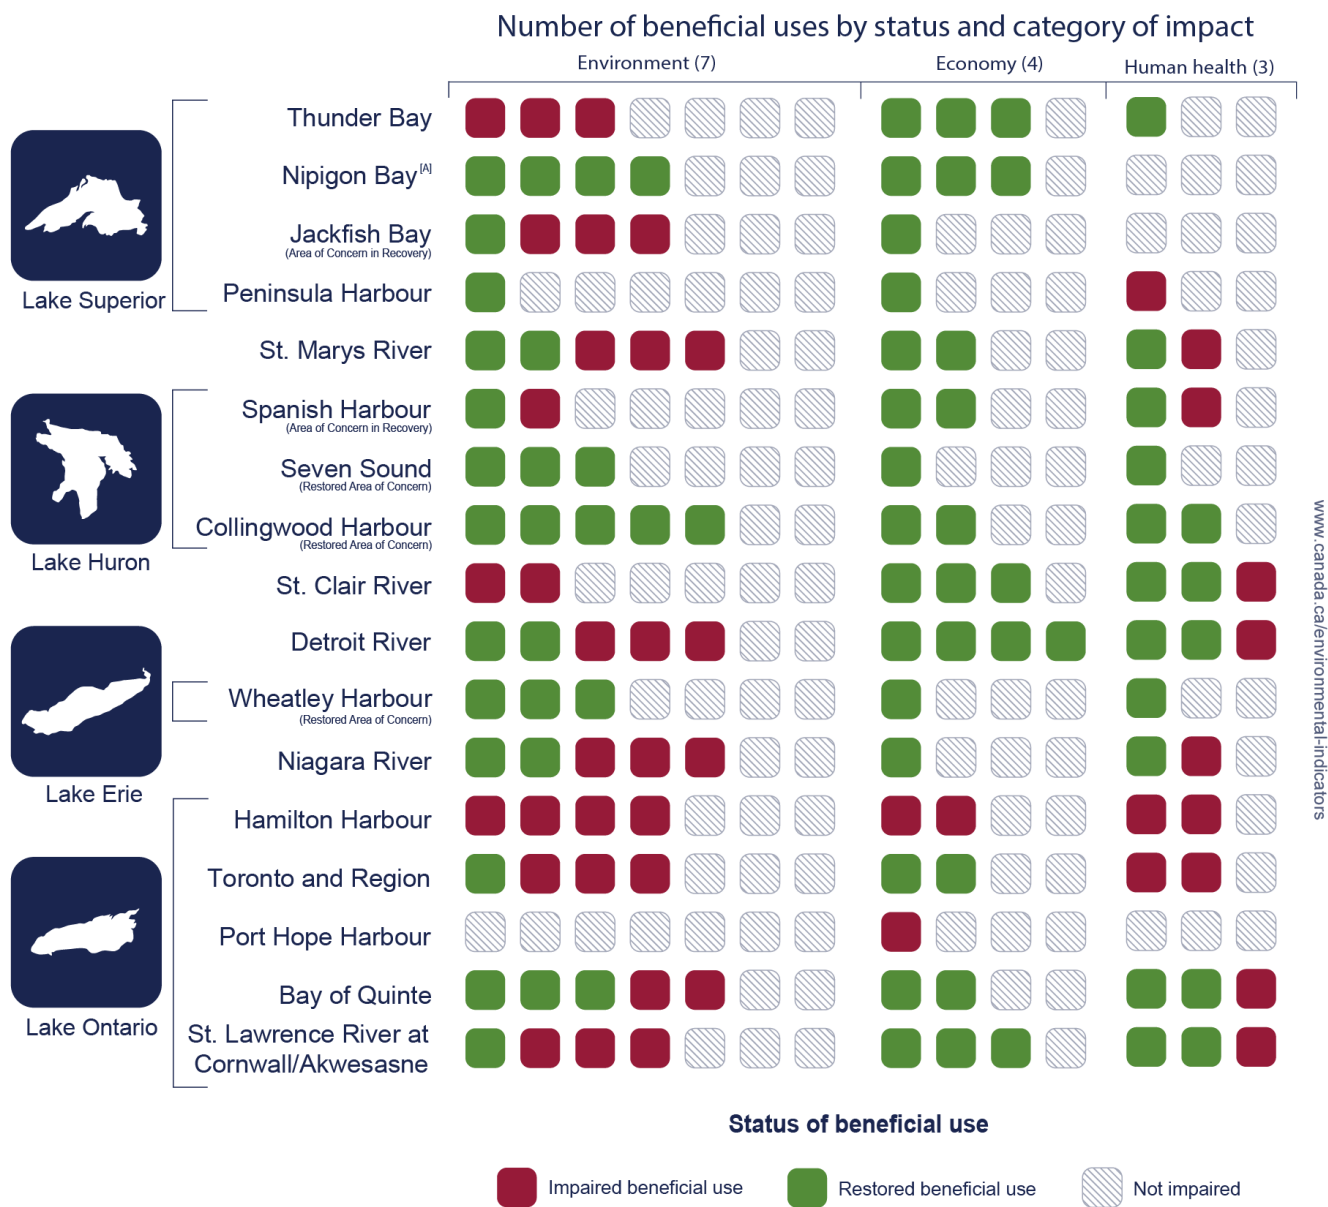 Number of beneficial uses by status and category of impact
Environment (7)
Economy (4)
Human health (3)
Thunder Bay
Nipigon Bay[A]
Jackfish Bay
(Area of Concern in Recovery)
Peninsula Harbour
Lake Superior
St. Marys River
Spanish Harbour
(Area of Concern in Recovery)
Seven Sound
(Restored Area of Concern)
Collingwood Harbour
(Restored Area of Concern)
Lake Huron
St. Clair River
Detroit River
Wheatley Harbour
(Restored Area of Concern)
Niagara River
Lake Erie
Hamilton Harbour
Toronto and Region
Port Hope Harbour
Bay of Quinte
St. Lawrence River at
Cornwall/Akwesasne
Lake Ontario
www.canada.ca/environmental-indicators
Status of beneficial use
Impaired beneficial use
Restored beneficial use
Not impaired